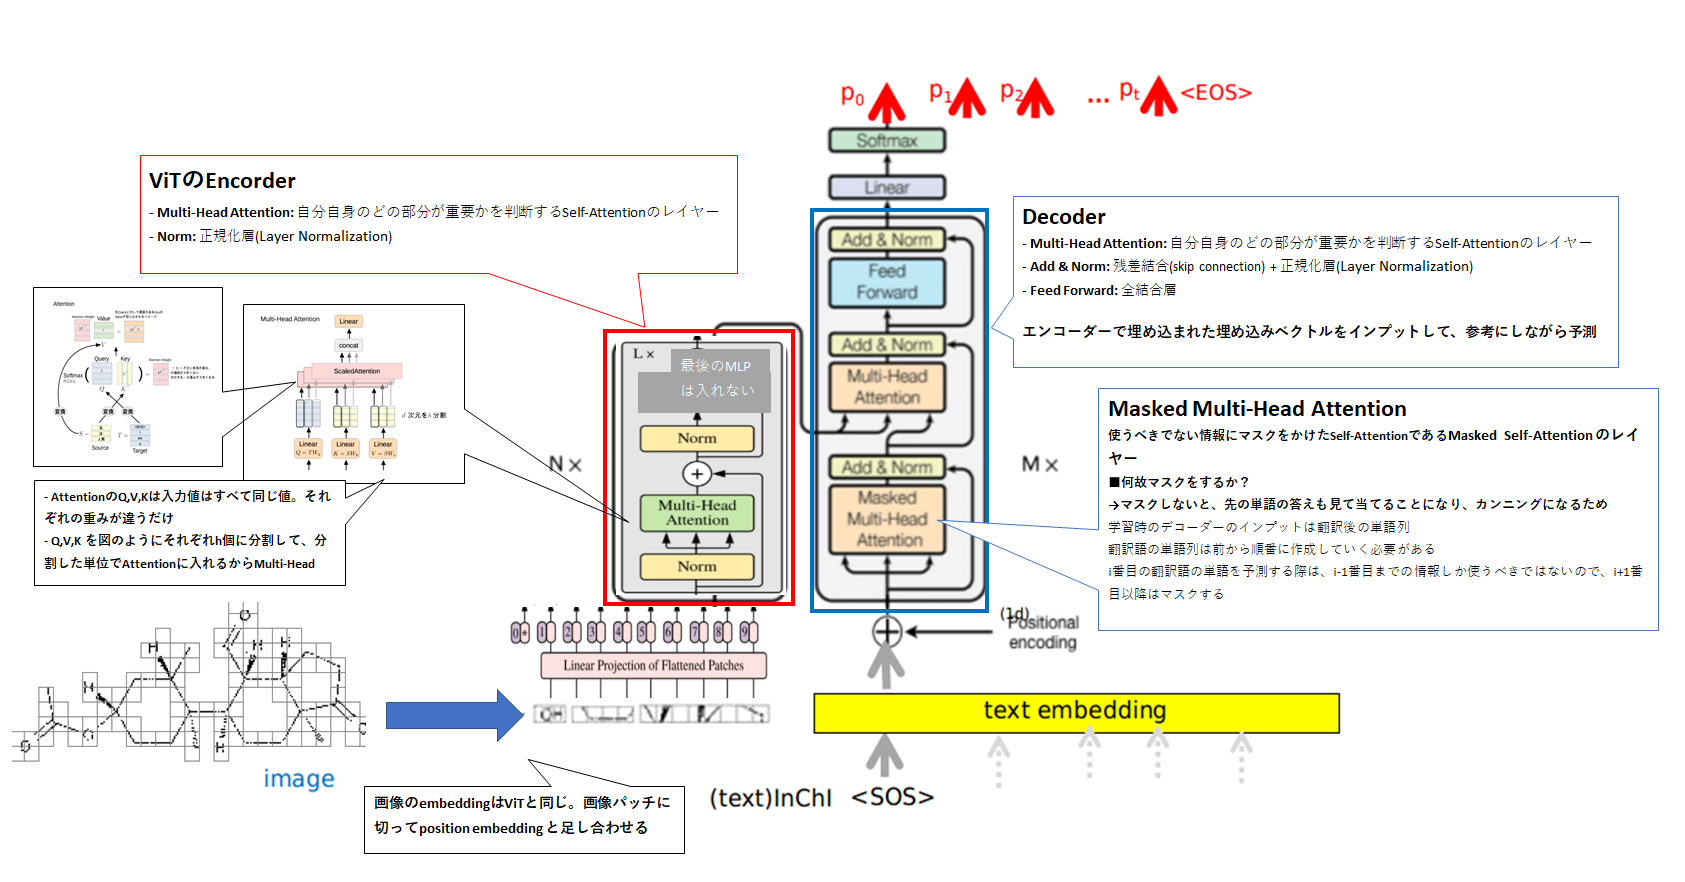 p0
p1
p2
...
pt
<EOS>
Softmax
Linear
ViTのEncorder
- Multi-Head Attention: 自分自身のどの部分が重要かを判断するSelf-Attentionのレイヤー
- Norm: 正規化層(Layer Normalization)
Decoder
- Multi-Head Attention: 自分自身のどの部分が重要かを判断するSelf-Attentionのレイヤー
- Add & Norm: 残差結合(skip connection) + 正規化層(Layer Normalization)
- Feed Forward: 全結合層
エンコーダーで埋め込まれた埋め込みベクトルをインプットして、参考にしながら予測
Add & Norm
Feed
Forward
Add & Norm
Multi-Head
Attention
Add & Norm
Masked
Multi-Head
Attention
M×
N×
Attention
Attention Weight
Value
V
Query
Key
Attention Weight
Softmax
Q
K
変換
変換
変換
S =
T =
<EOS>
Source
Target
Multi-Head Attention
Linear
concat
ScaledAttention
d 次元をh 分割
Linear
Linear
Linear
L ×
最後のMLP
は入れない
Norm
+
Multi-Head
Attention
Norm
- AttentionのQ,V,Kは入力値はすべて同じ値。それ
ぞれの重みが違うだけ
- Q,V,K を図のようにそれぞれh個に分割して、分
割した単位でAttentionに入れるからMulti-Head
Masked Multi-Head Attention
使うべきでない情報にマスクをかけたSelf-AttentionであるMasked Self-Attention のレイ
ヤー
■何故マスクをするか？
→マスクしないと、先の単語の答えも見て当てることになり、カンニングになるため
学習時のデコーダーのインプットは翻訳後の単語列
翻訳語の単語列は前から順番に作成していく必要がある
i番目の翻訳語の単語を予測する際は、i-1番目までの情報しか使うべきではないので、i+1番
目以降はマスクする
(1d)
Positional
encoding
0 * 1 2 3 4 5 6 7 8 9
Linear Projection of Flattened Patches
H
H
H
H
H
O
O
OH
image
text embedding
(text)InChI <SOS>
画像のembeddingはViTと同じ。画像パッチに
切ってposition embedding と足し合わせる